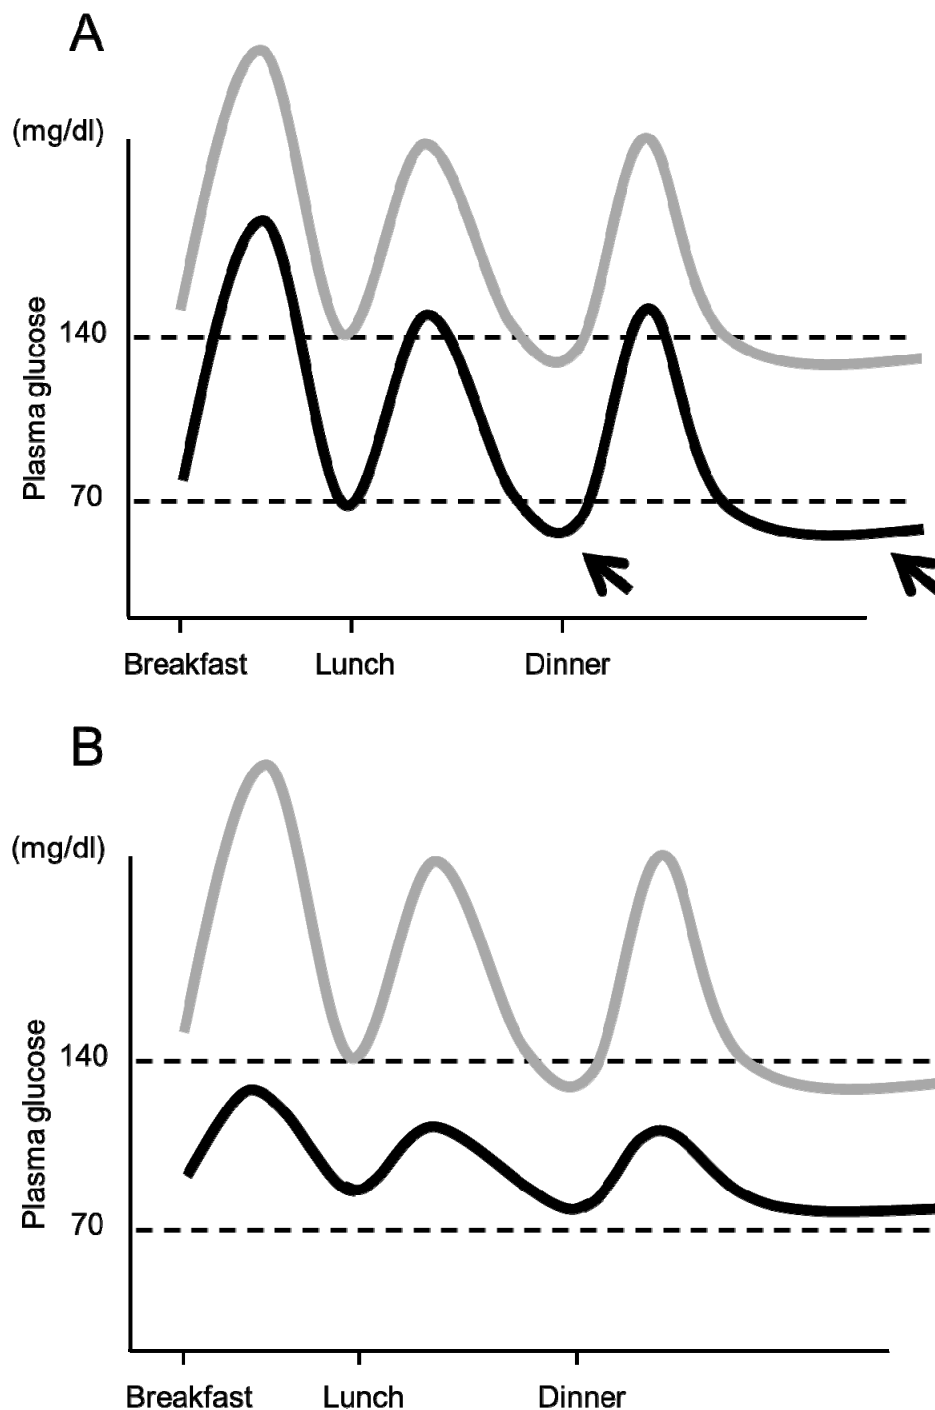 A
(mg/dl)
Plasma glucose
140
70
Breakfast Lunch Dinner
B
(mg/dl)
Plasma glucose
140
70
Breakfast Lunch Dinner